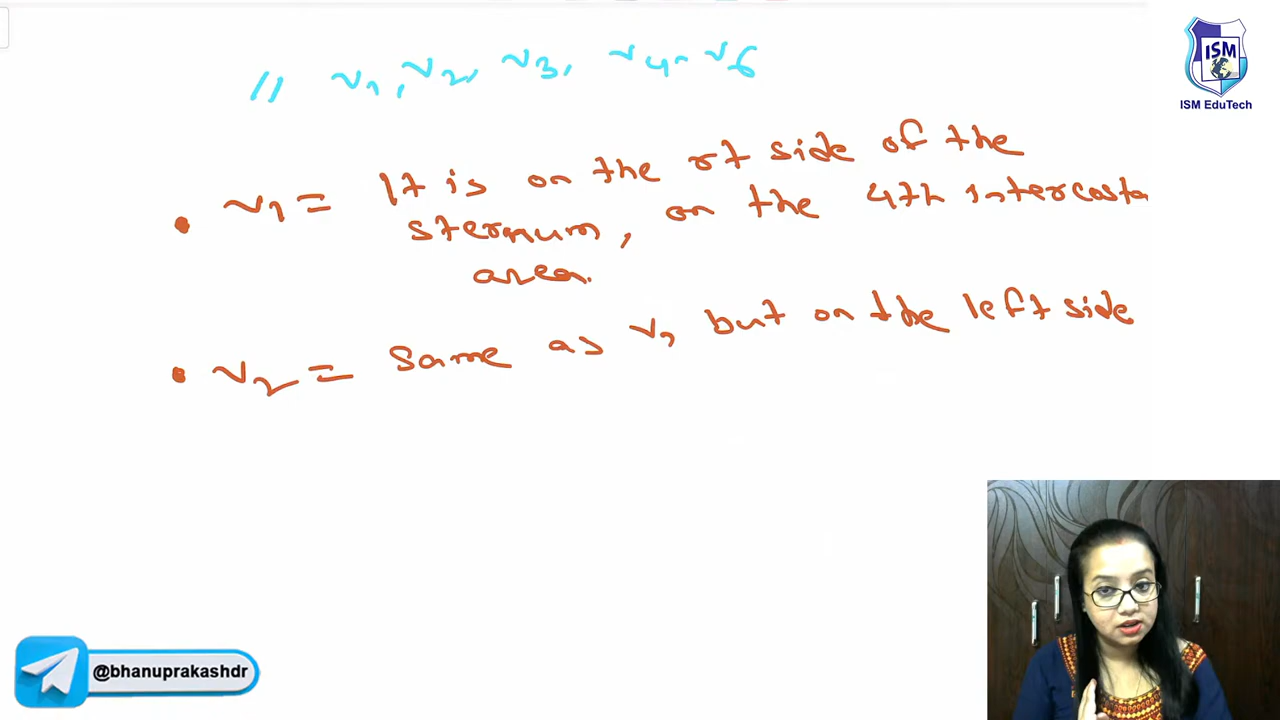 // V1, V2, V3, V4 - V6
ISM
ISM EduTech
• V1 = It is on the rt side of the
sternum, on the 4th intercosta
area.
• V2 = Same as V, but on the left side
@bhanuprakashdr